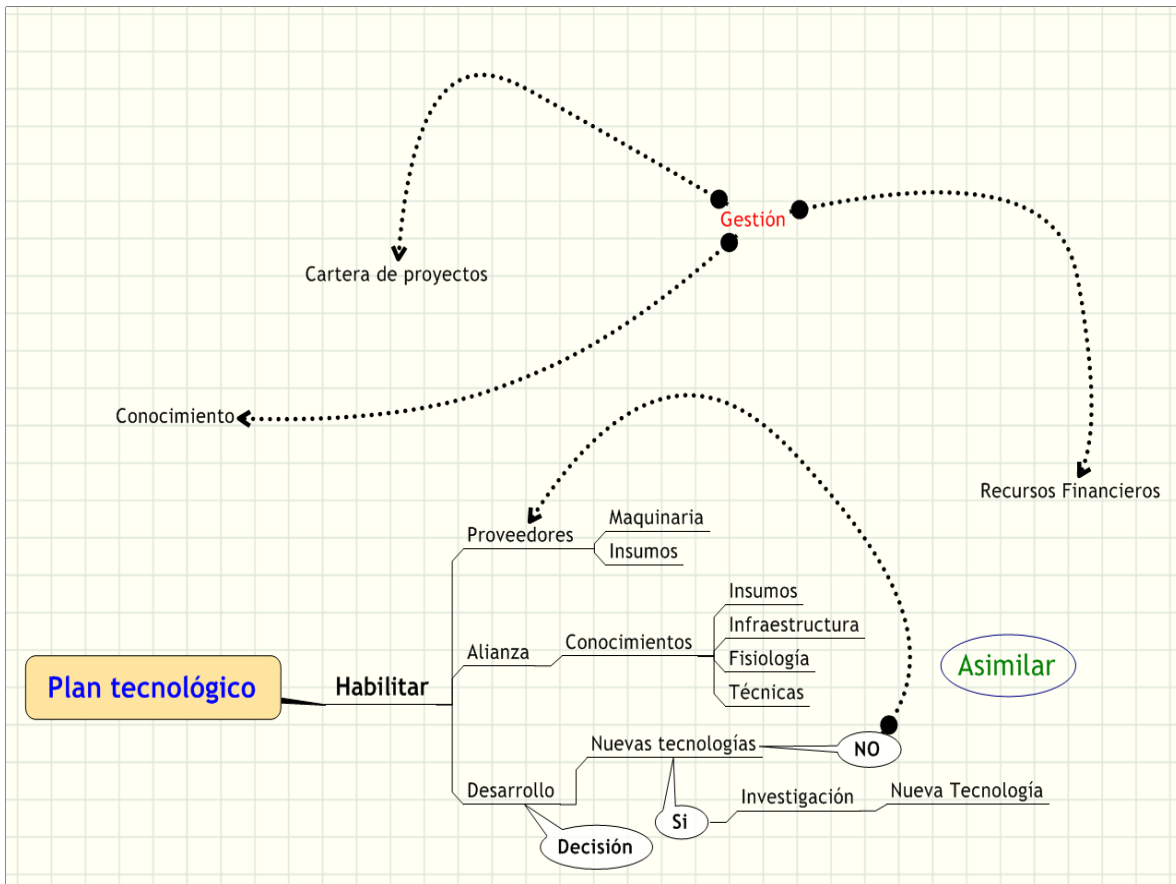 Gestión
Cartera de proyectos
Conocimiento
Recursos Financieros
Proveedores
Maquinaria
Insumos
Alianza
Conocimientos
Insumos
Infraestructura
Fisiología
Técnicas
Asimilar
Plan tecnológico
Habilitar
Nuevas tecnologías
NO
Desarrollo
Decisión
Si
Investigación
Nueva Tecnología